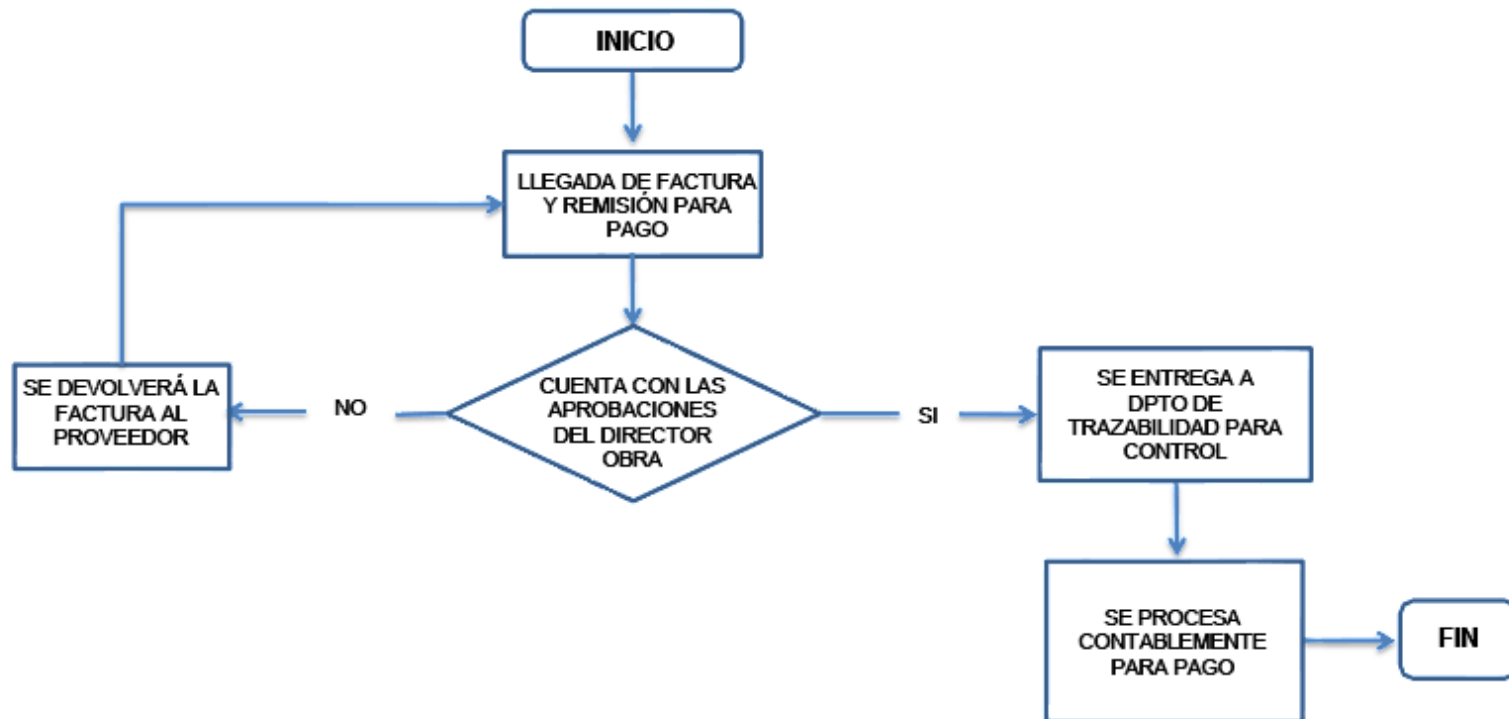 INICIO
LLEGADA DE FACTURA
Y REMISIÓN PARA
PAGO
CUENTA CON LAS
APROBACIONES
DEL DIRECTOR
OBRA
NO
SE DEVOLVERÁ LA
FACTURA AL
PROVEEDOR
SI
SE ENTREGA A
DPTO DE
TRAZABILIDAD PARA
CONTROL
SE PROCESA
CONTABLEMENTE
PARA PAGO
FIN